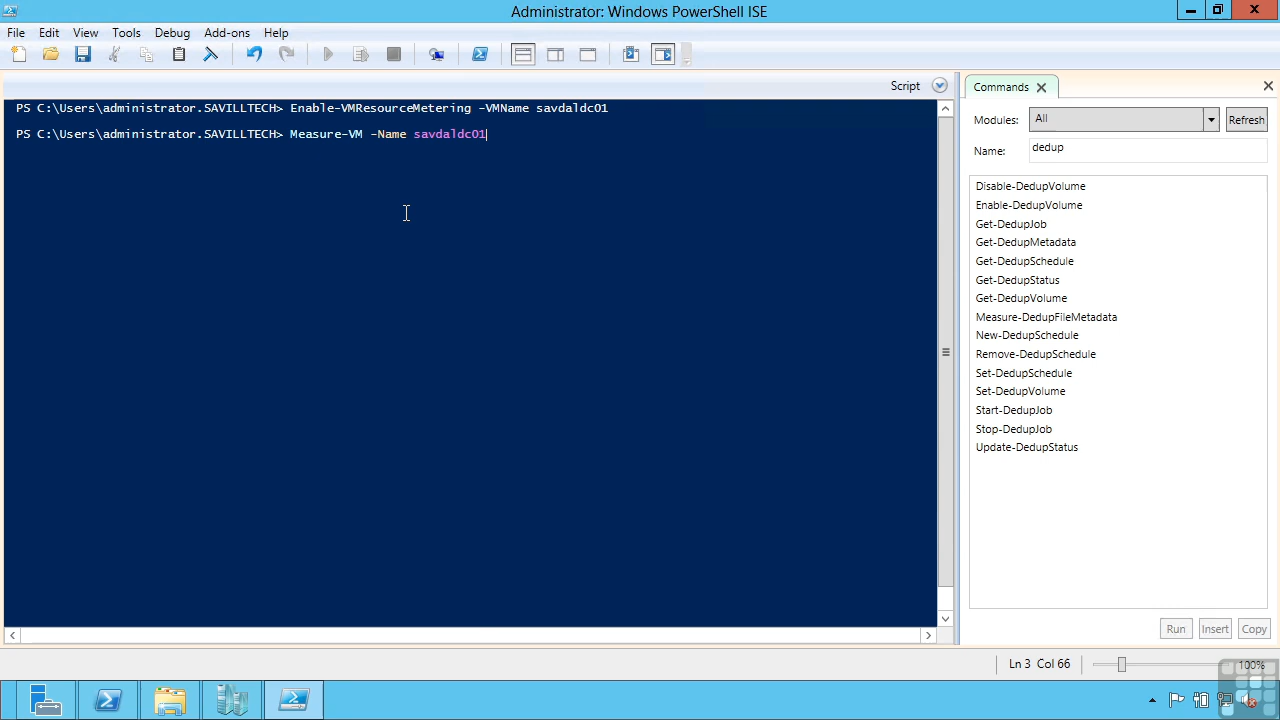 Administrator: Windows PowerShell ISE
File Edit View Tools Debug Add-ons Help
Script
PS C:\Users\administrator.SAVILLTECH> Enable-VMResourceMetering -VMName savdaldc01
PS C:\Users\administrator.SAVILLTECH> Measure-VM -Name savdaldc01
Commands
Modules: All Refresh
Name: dedup
Disable-DedupVolume
Enable-DedupVolume
Get-DedupJob
Get-DedupMetadata
Get-DedupSchedule
Get-DedupStatus
Get-DedupVolume
Measure-DedupFileMetadata
New-DedupSchedule
Remove-DedupSchedule
Set-DedupSchedule
Set-DedupVolume
Start-DedupJob
Stop-DedupJob
Update-DedupStatus
Run Insert Copy
Ln 3 Col 66 100%